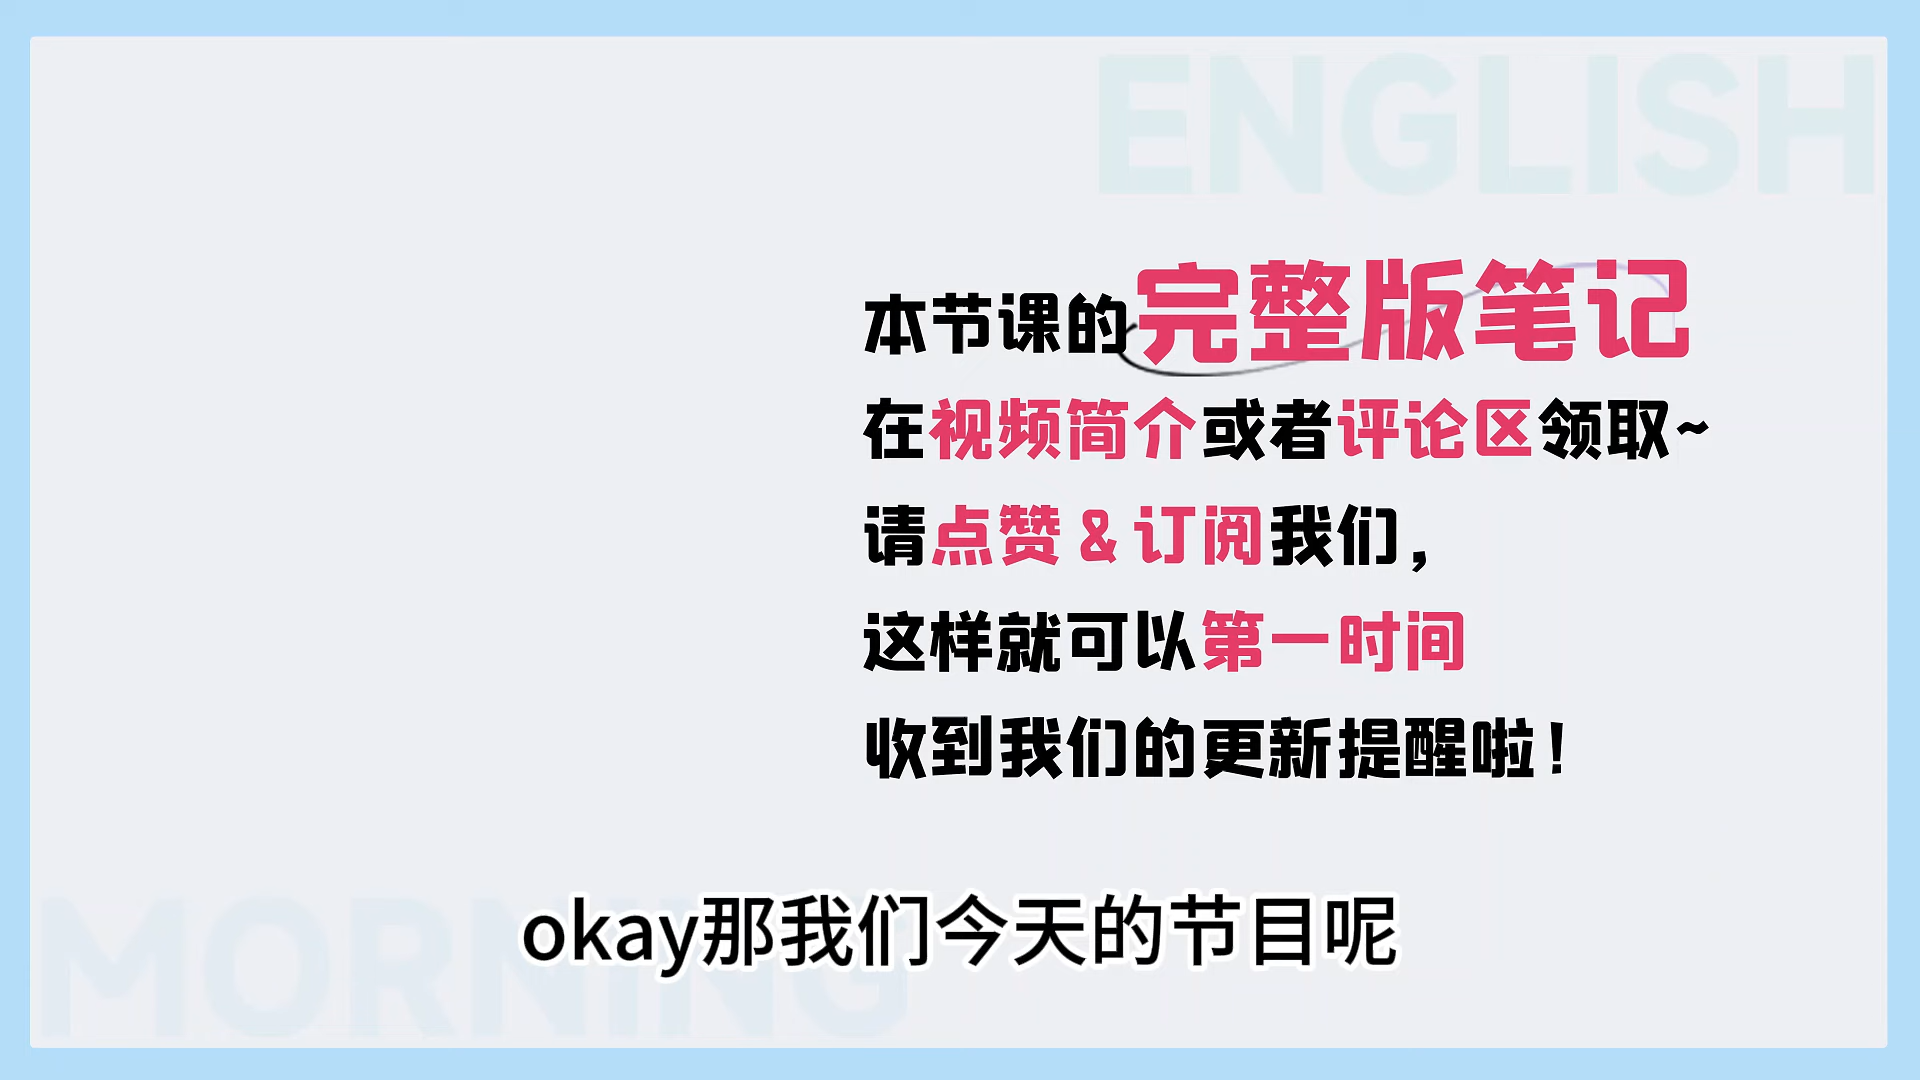 ENGLISH
本节课的完整版笔记
在视频简介或者评论区领取~
请点赞&订阅我们，
这样就可以第一时间
收到我们的更新提醒啦！
MORNING
okay那我们今天的节目呢